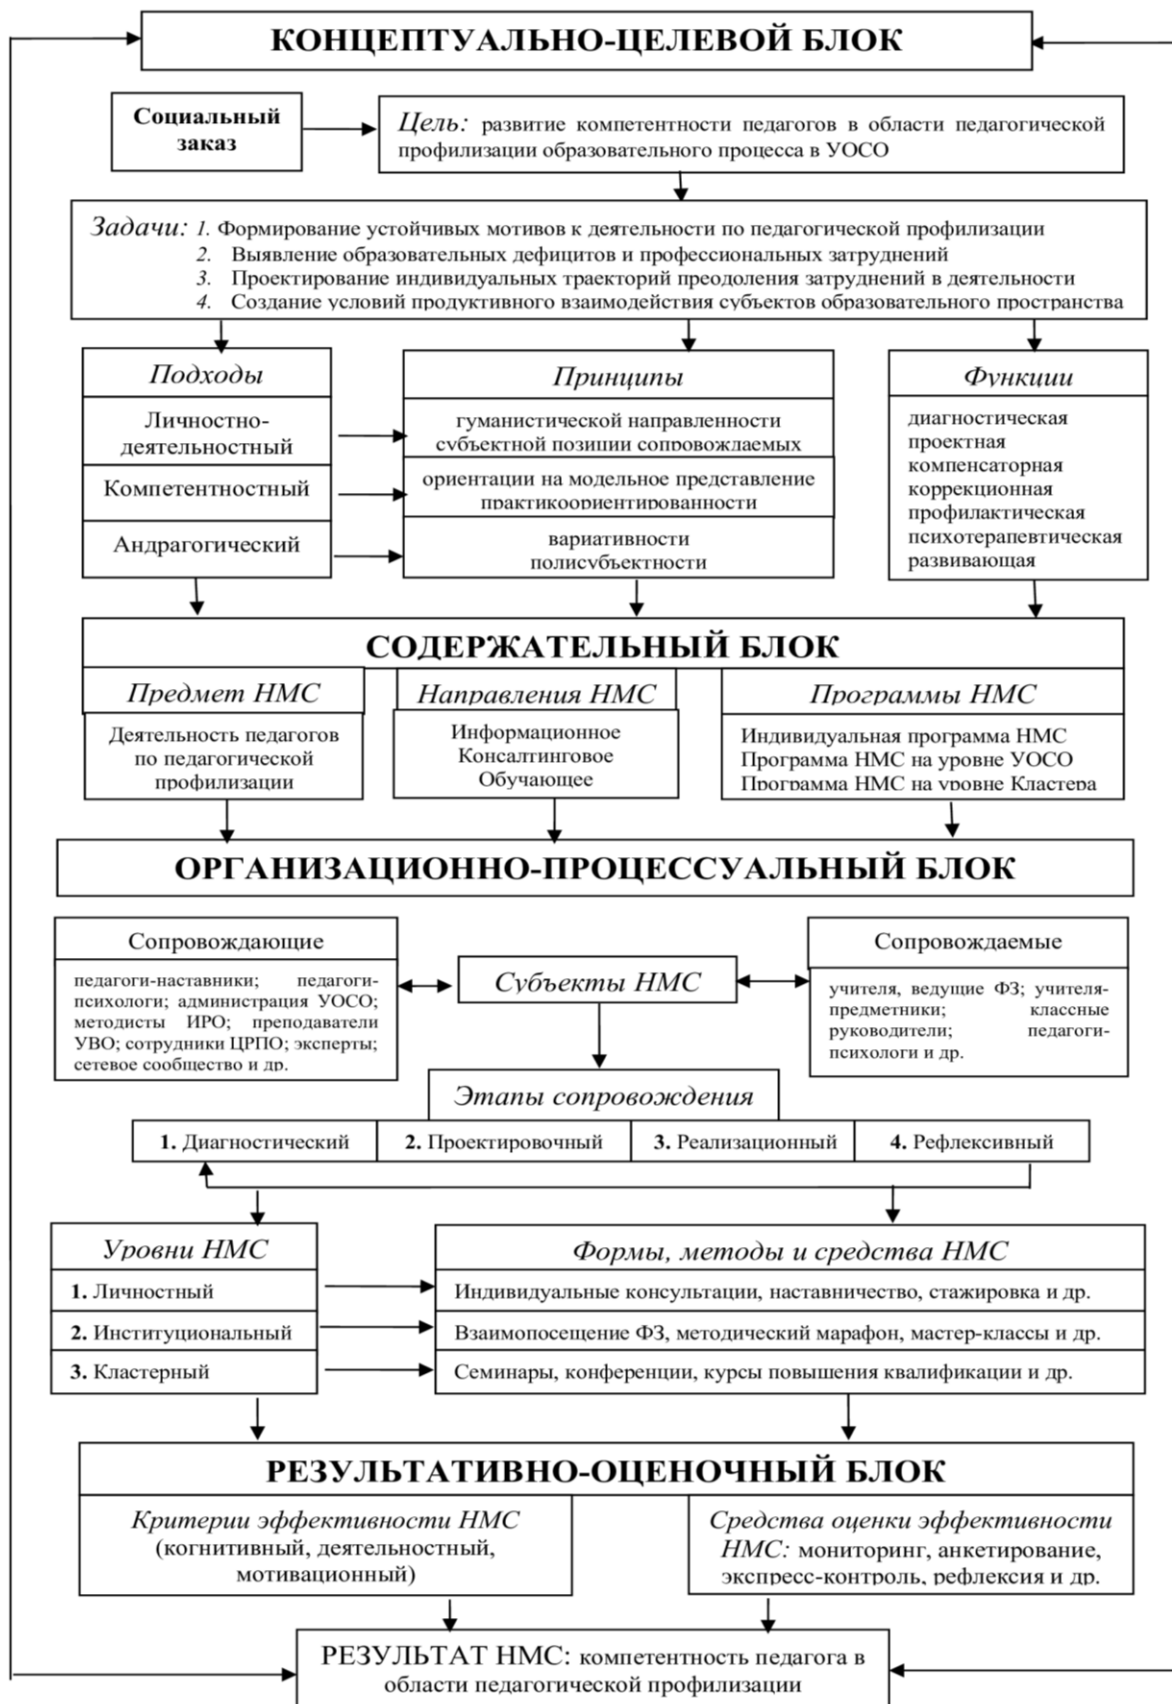 КОНЦЕПТУАЛЬНО-ЦЕЛЕВОЙ БЛОК
Социальный
заказ
Цель: развитие компетентности педагогов в области педагогической
профилизации образовательного процесса в УОСО
Задачи: 1. Формирование устойчивых мотивов к деятельности по педагогической профилизации
2. Выявление образовательных дефицитов и профессиональных затруднений
3. Проектирование индивидуальных траекторий преодоления затруднений в деятельности
4. Создание условий продуктивного взаимодействия субъектов образовательного пространства
Подходы
Личностно-
деятельностный
Компетентностный
Андрагогический
Принципы
гуманистической направленности
субъектной позиции сопровождаемых
ориентации на модельное представление
практикоориентированности
вариативности
полисубъектности
Функции
диагностическая
проектная
компенсаторная
коррекционная
профилактическая
психотерапевтическая
развивающая
СОДЕРЖАТЕЛЬНЫЙ БЛОК
Предмет НМС
Деятельность педагогов
по педагогической
профилизации
Направления НМС
Информационное
Консалтинговое
Обучающее
Программы НМС
Индивидуальная программа НМС
Программа НМС на уровне УОСО
Программа НМС на уровне Кластера
ОРГАНИЗАЦИОННО-ПРОЦЕССУАЛЬНЫЙ БЛОК
Сопровождающие
педагоги-наставники; педагоги-
психологи; администрация УОСО;
методисты ИРО; преподаватели
УВО; сотрудники ЦРПО; эксперты;
сетевое сообщество и др.
Субъекты НМС
Сопровождаемые
учителя, ведущие ФЗ; учителя-
предметники; классные
руководители; педагоги-
психологи и др.
Этапы сопровождения
1. Диагностический
2. Проектировочный
3. Реализационный
4. Рефлексивный
Уровни НМС
1. Личностный
2. Институциональный
3. Кластерный
Формы, методы и средства НМС
Индивидуальные консультации, наставничество, стажировка и др.
Взаимопосещение ФЗ, методический марафон, мастер-классы и др.
Семинары, конференции, курсы повышения квалификации и др.
РЕЗУЛЬТАТИВНО-ОЦЕНОЧНЫЙ БЛОК
Критерии эффективности НМС
(когнитивный, деятельностный,
мотивационный)
Средства оценки эффективности
НМС: мониторинг, анкетирование,
экспресс-контроль, рефлексия и др.
РЕЗУЛЬТАТ НМС: компетентность педагога в
области педагогической профилизации